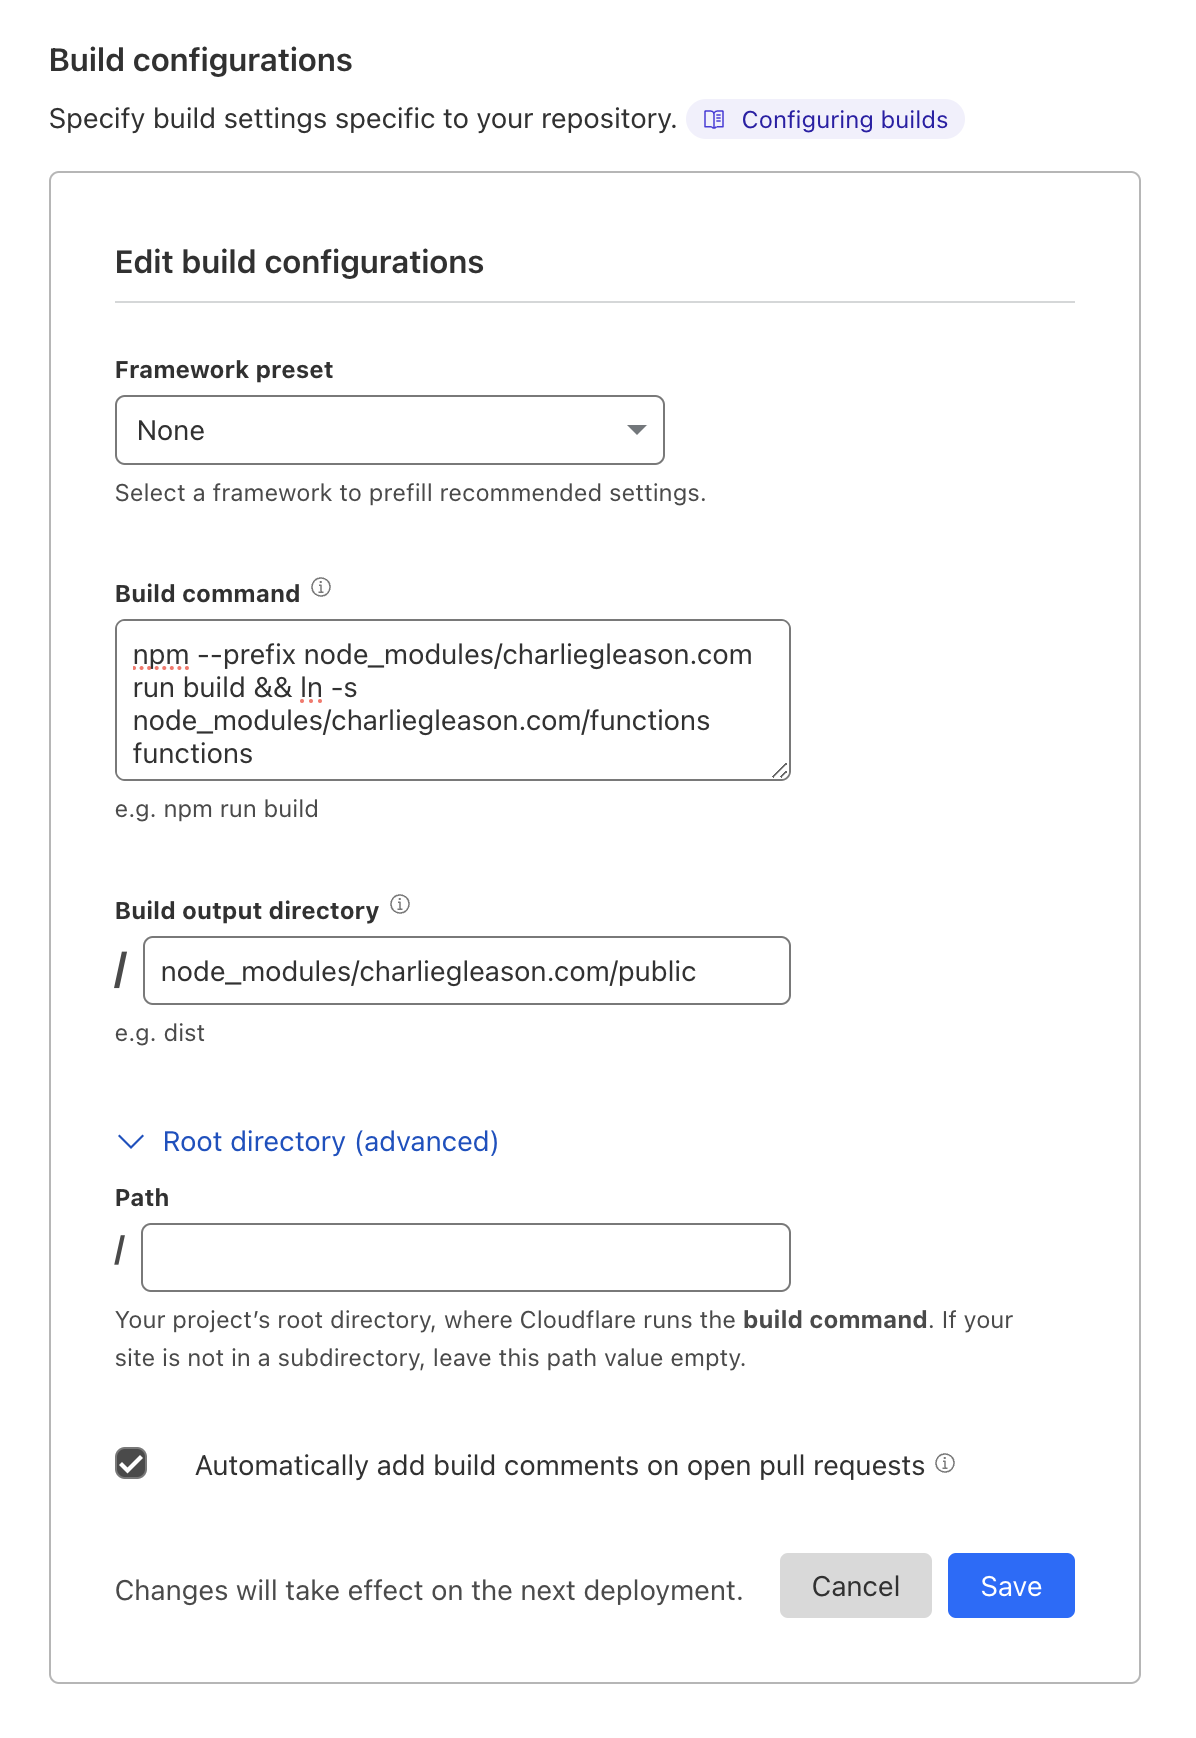 Build configurations
Specify build settings specific to your repository. Configuring builds
Edit build configurations
Framework preset
None
Select a framework to prefill recommended settings.
Build command
npm --prefix node_modules/charliegleason.com
run build && ln -s
node_modules/charliegleason.com/functions
functions
e.g. npm run build
Build output directory
/ node_modules/charliegleason.com/public
e.g. dist
Root directory (advanced)
Path
/
Your project’s root directory, where Cloudflare runs the build command. If your
site is not in a subdirectory, leave this path value empty.
Automatically add build comments on open pull requests
Changes will take effect on the next deployment. Cancel Save